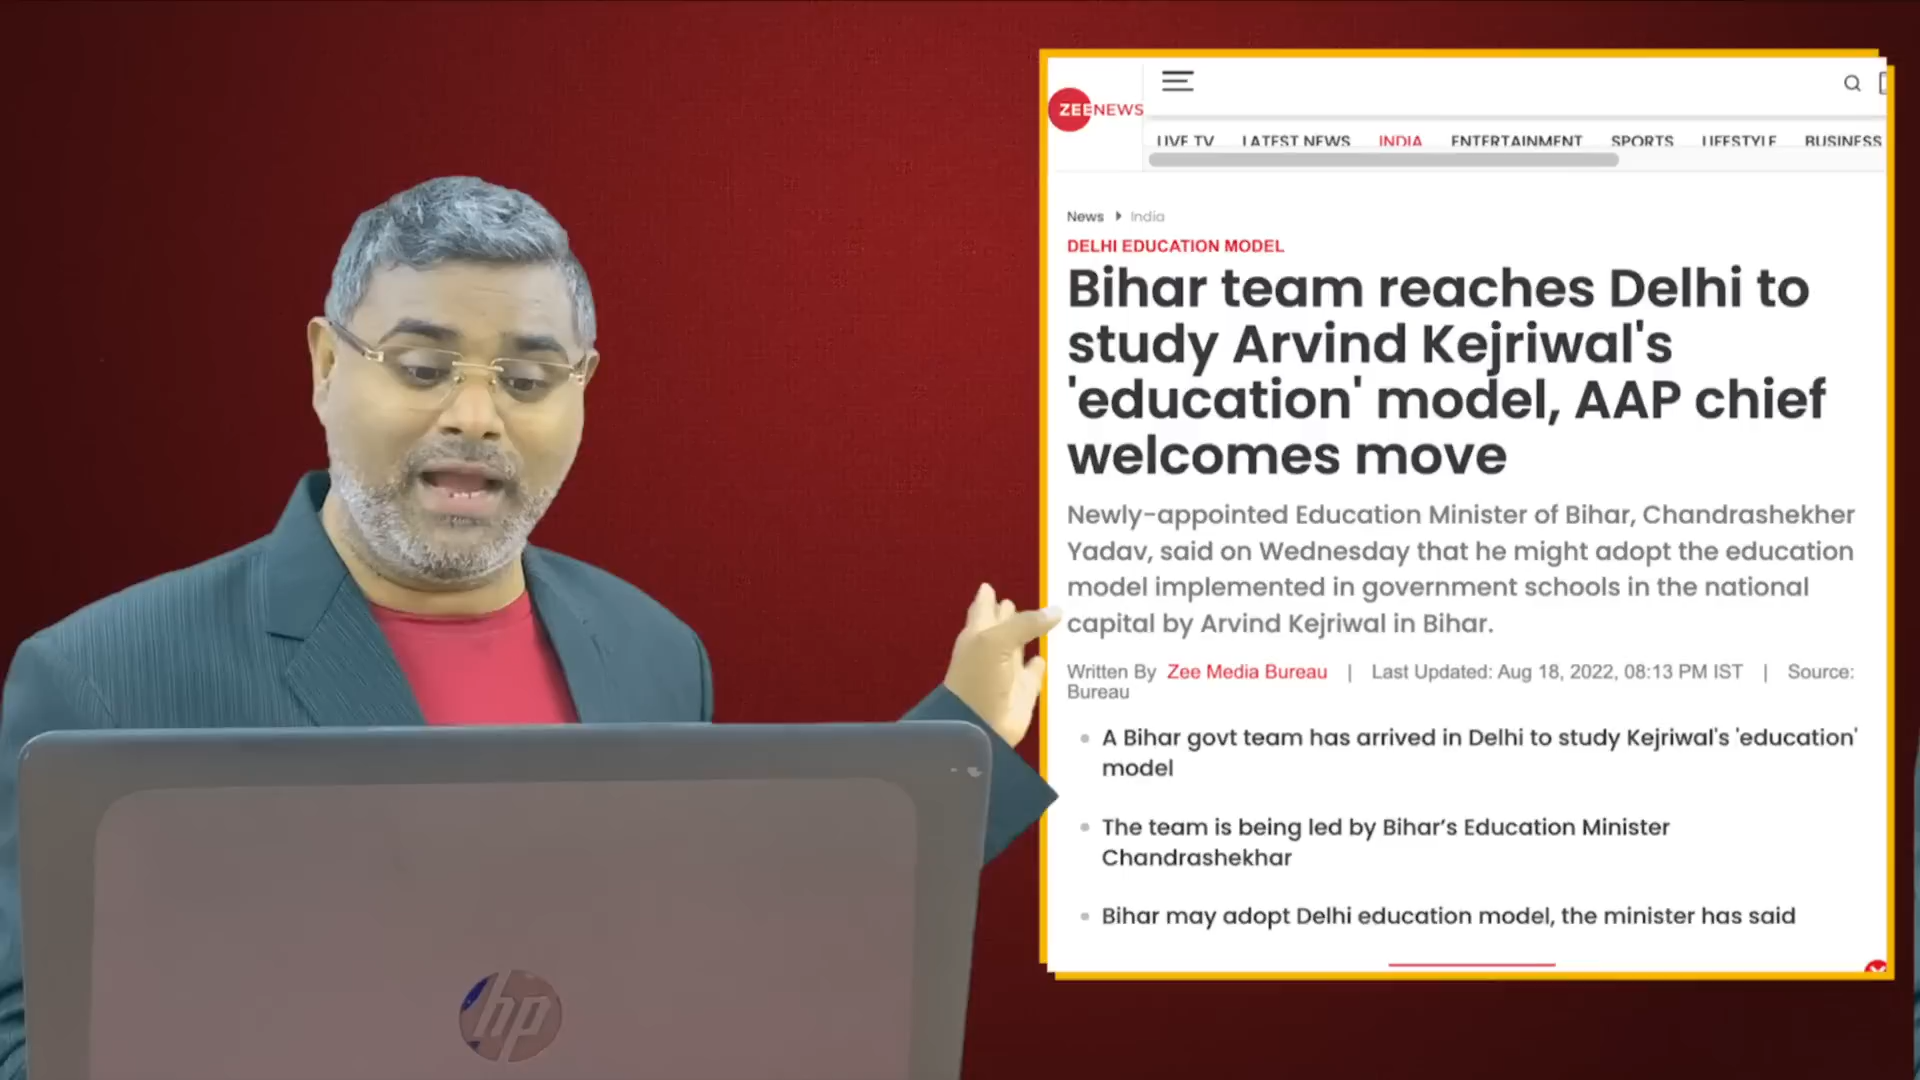 ZEENEWS
LIVE TV LATEST NEWS INDIA ENTERTAINMENT SPORTS LIFESTYLE BUSINESS
News India
DELHI EDUCATION MODEL
Bihar team reaches Delhi to
study Arvind Kejriwal's
'education' model, AAP chief
welcomes move
Newly-appointed Education Minister of Bihar, Chandrashekher
Yadav, said on Wednesday that he might adopt the education
model implemented in government schools in the national
capital by Arvind Kejriwal in Bihar.
Written By Zee Media Bureau | Last Updated: Aug 18, 2022, 08:13 PM IST | Source:
Bureau
A Bihar govt team has arrived in Delhi to study Kejriwal's 'education'
model
The team is being led by Bihar’s Education Minister
Chandrashekhar
Bihar may adopt Delhi education model, the minister has said
hp